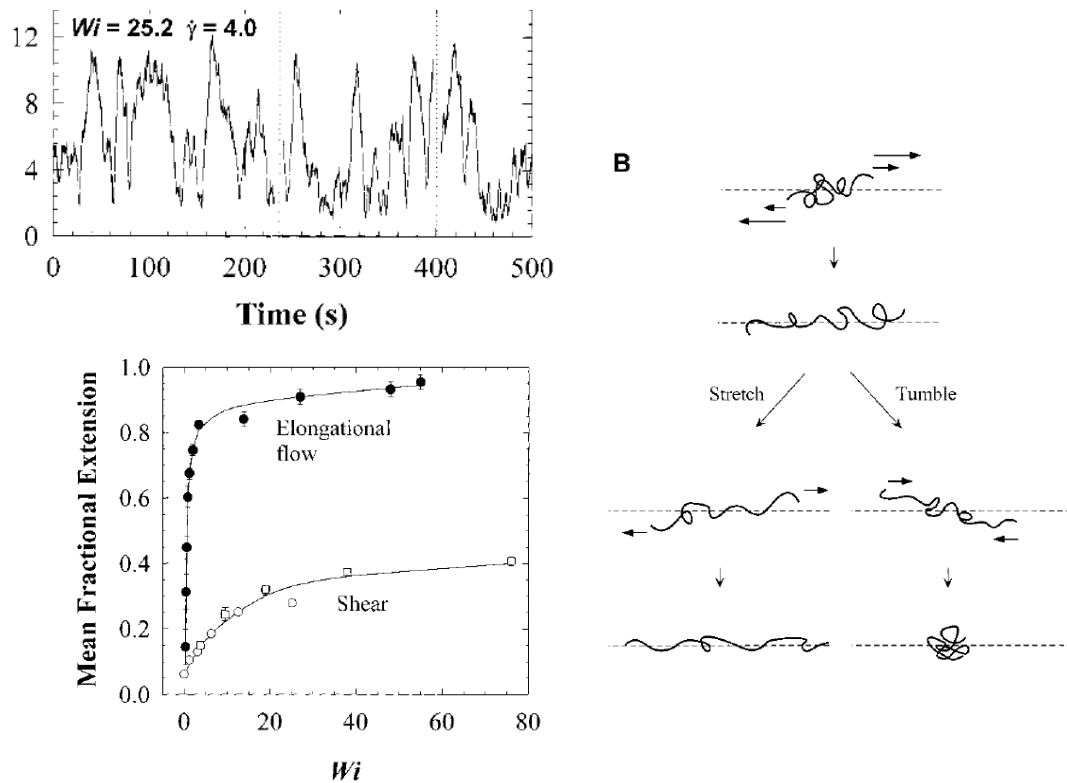 Wi = 25.2 γ̇ = 4.0
12
8
4
0
0 100 200 300 400 500
Time (s)
B
Stretch
Tumble
Mean Fractional Extension
1.0
0.8
0.6
0.4
0.2
0.0
Elongational
flow
Shear
0 20 40 60 80
Wi